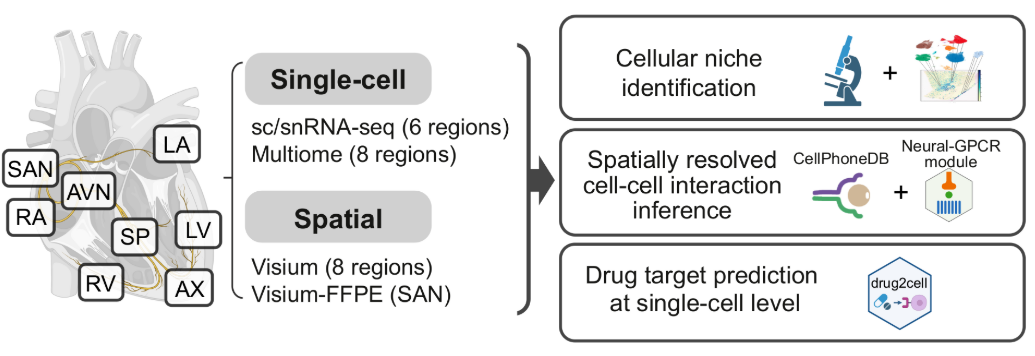 LA
SAN
AVN
RA
SP
LV
RV
AX
Single-cell
sc/snRNA-seq (6 regions)
Multiome (8 regions)
Spatial
Visium (8 regions)
Visium-FFPE (SAN)
Cellular niche
identification
+
Spatially resolved
cell-cell interaction
inference
CellPhoneDB
+
Neural-GPCR
module
Drug target prediction
at single-cell level
drug2cell